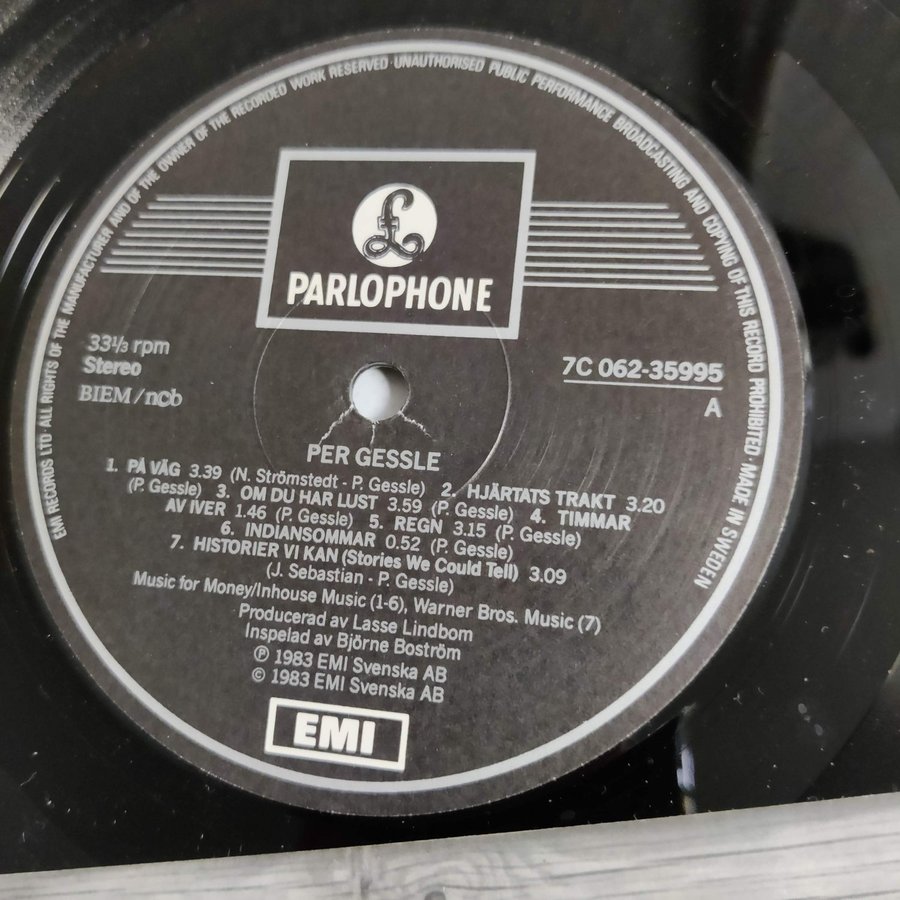 EMI RECORDS LTD ALL RIGHTS OF THE MANUFACTURER AND OF THE OWNER OF THE RECORDED WORK RESERVED · UNAUTHORISED PUBLIC PERFORMANCE BROADCASTING AND COPYING OF THIS RECORD PROHIBITED · MADE IN SWEDEN
£
PARLOPHONE
33⅓ rpm
Stereo
BIEM/ncb
7C 062-35995
A
PER GESSLE
1. PÅ VÄG 3.39 (N. Strömstedt - P. Gessle) 2. HJÄRTATS TRAKT 3.20
(P. Gessle) 3. OM DU HAR LUST 3.59 (P. Gessle) 4. TIMMAR
AV IVER 1.46 (P. Gessle) 5. REGN 3.15 (P. Gessle)
6. INDIANSOMMAR 0.52 (P. Gessle)
7. HISTORIER VI KAN (Stories We Could Tell) 3.09
(J. Sebastian - P. Gessle)
Music for Money/Inhouse Music (1-6), Warner Bros. Music (7)
Producerad av Lasse Lindbom
Inspelad av Björne Boström
℗ 1983 EMI Svenska AB
© 1983 EMI Svenska AB
EMI